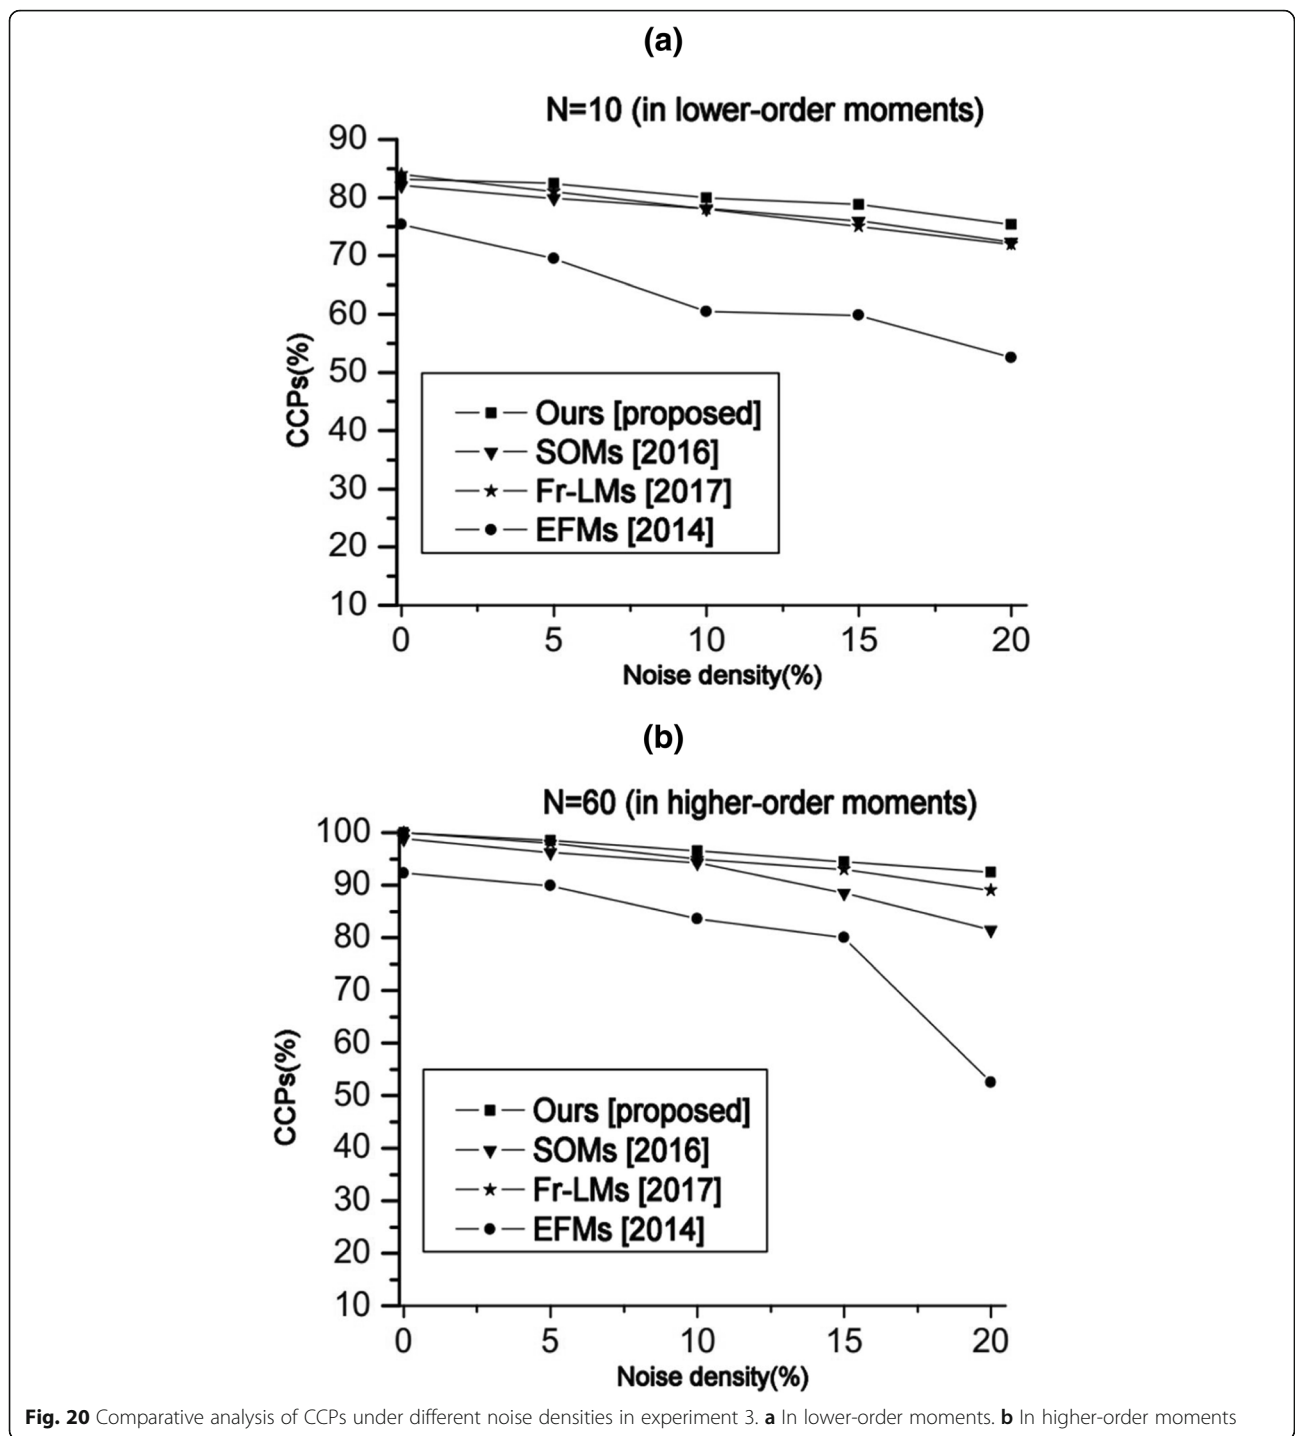 (a)
N=10 (in lower-order moments)
90
80
70
60
50
40
30
20
10
CCPs(%)
Ours [proposed]
SOMs [2016]
Fr-LMs [2017]
EFMs [2014]
0 5 10 15 20
Noise density(%)
(b)
N=60 (in higher-order moments)
100
90
80
70
60
50
40
30
20
10
CCPs(%)
Ours [proposed]
SOMs [2016]
Fr-LMs [2017]
EFMs [2014]
0 5 10 15 20
Noise density(%)
Fig. 20 Comparative analysis of CCPs under different noise densities in experiment 3. a In lower-order moments. b In higher-order moments